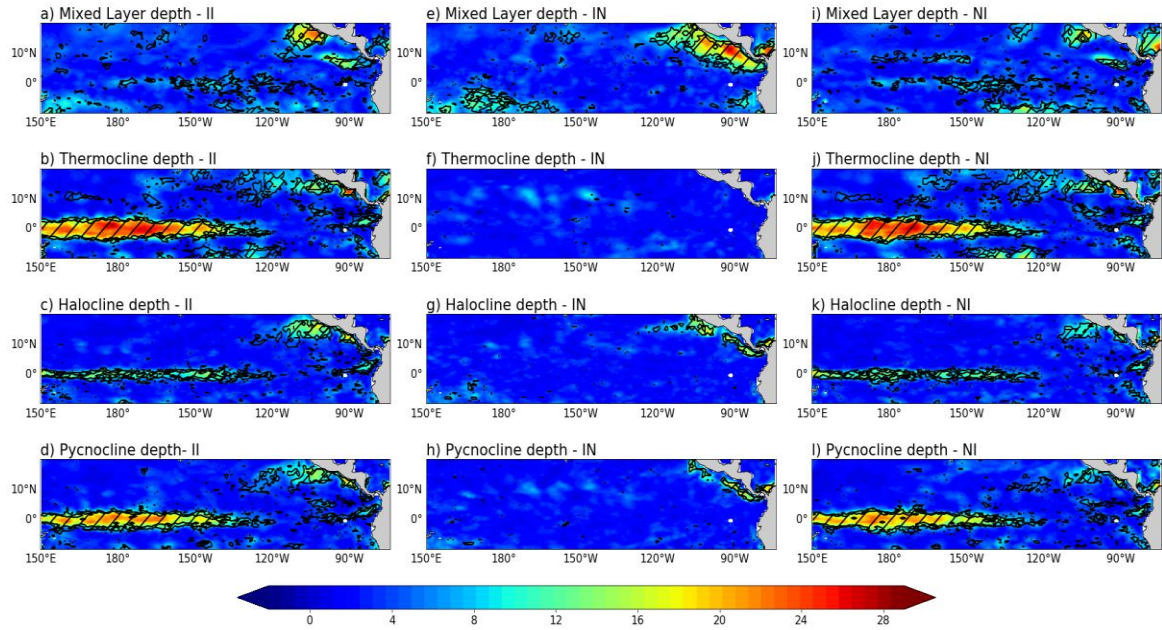 a) Mixed Layer depth - II
10°N
0°
150°E 180° 150°W 120°W 90°W
e) Mixed Layer depth - IN
10°N
0°
150°E 180° 150°W 120°W 90°W
i) Mixed Layer depth - NI
10°N
0°
150°E 180° 150°W 120°W 90°W
b) Thermocline depth - II
10°N
0°
150°E 180° 150°W 120°W 90°W
f) Thermocline depth - IN
10°N
0°
150°E 180° 150°W 120°W 90°W
j) Thermocline depth - NI
10°N
0°
150°E 180° 150°W 120°W 90°W
c) Halocline depth - II
10°N
0°
150°E 180° 150°W 120°W 90°W
g) Halocline depth - IN
10°N
0°
150°E 180° 150°W 120°W 90°W
k) Halocline depth - NI
10°N
0°
150°E 180° 150°W 120°W 90°W
d) Pycnocline depth- II
10°N
0°
150°E 180° 150°W 120°W 90°W
h) Pycnocline depth - IN
10°N
0°
150°E 180° 150°W 120°W 90°W
l) Pycnocline depth - NI
10°N
0°
150°E 180° 150°W 120°W 90°W
0 4 8 12 16 20 24 28